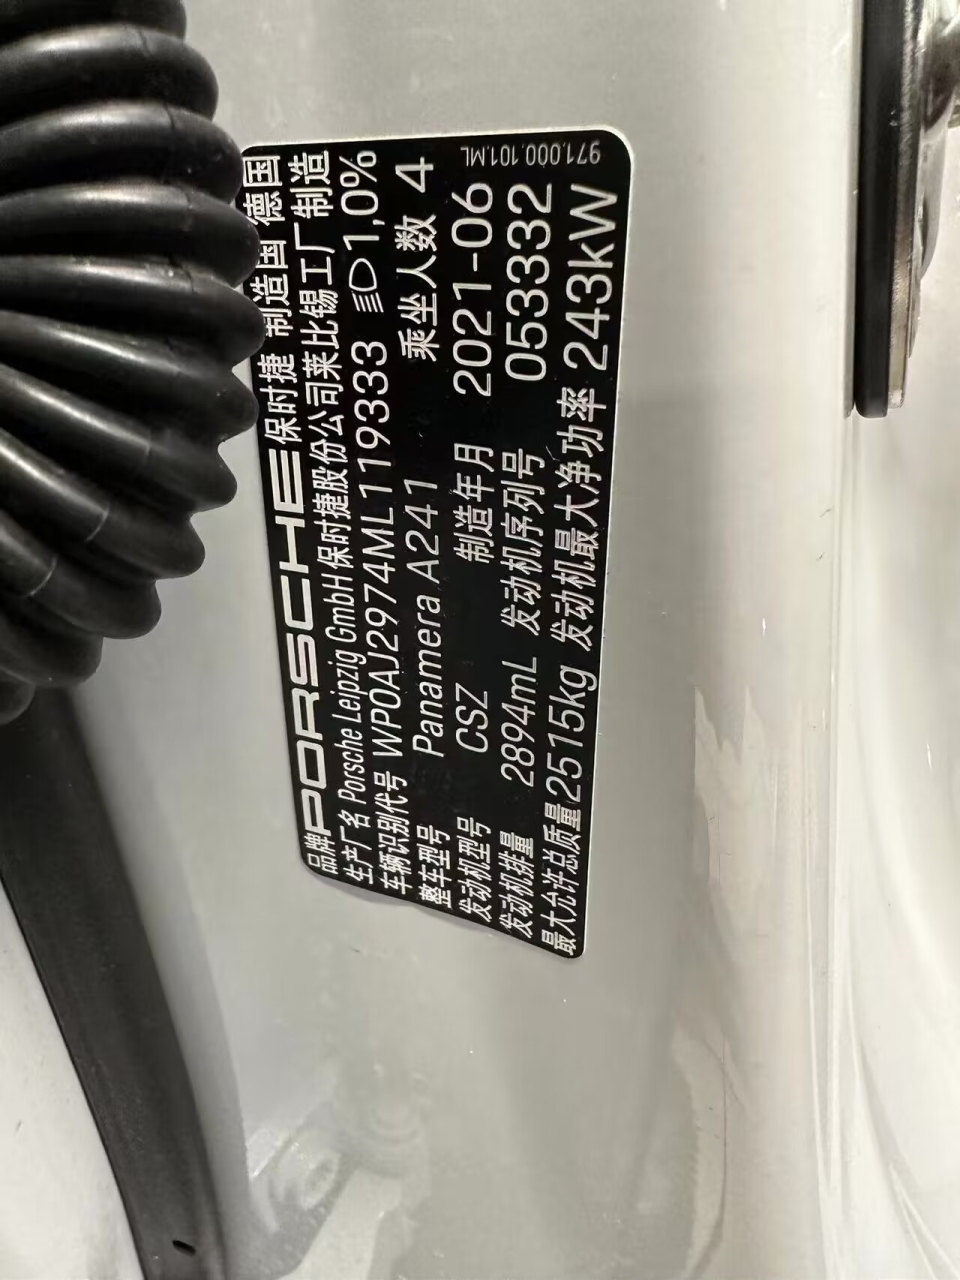 品牌 PORSCHE 保时捷 制造国 德国
生产厂名 Porsche Leipzig GmbH 保时捷股份公司莱比锡工厂制造
车辆识别代号 WP0AJ2974ML119333 1,0%
整车型号 Panamera A241 乘坐人数 4
发动机型号 CSZ 制造年月 2021-06
发动机排量 2894mL 发动机序列号 053332
最大允许总质量 2515kg 发动机最大净功率 243kW
971.000.101.ML